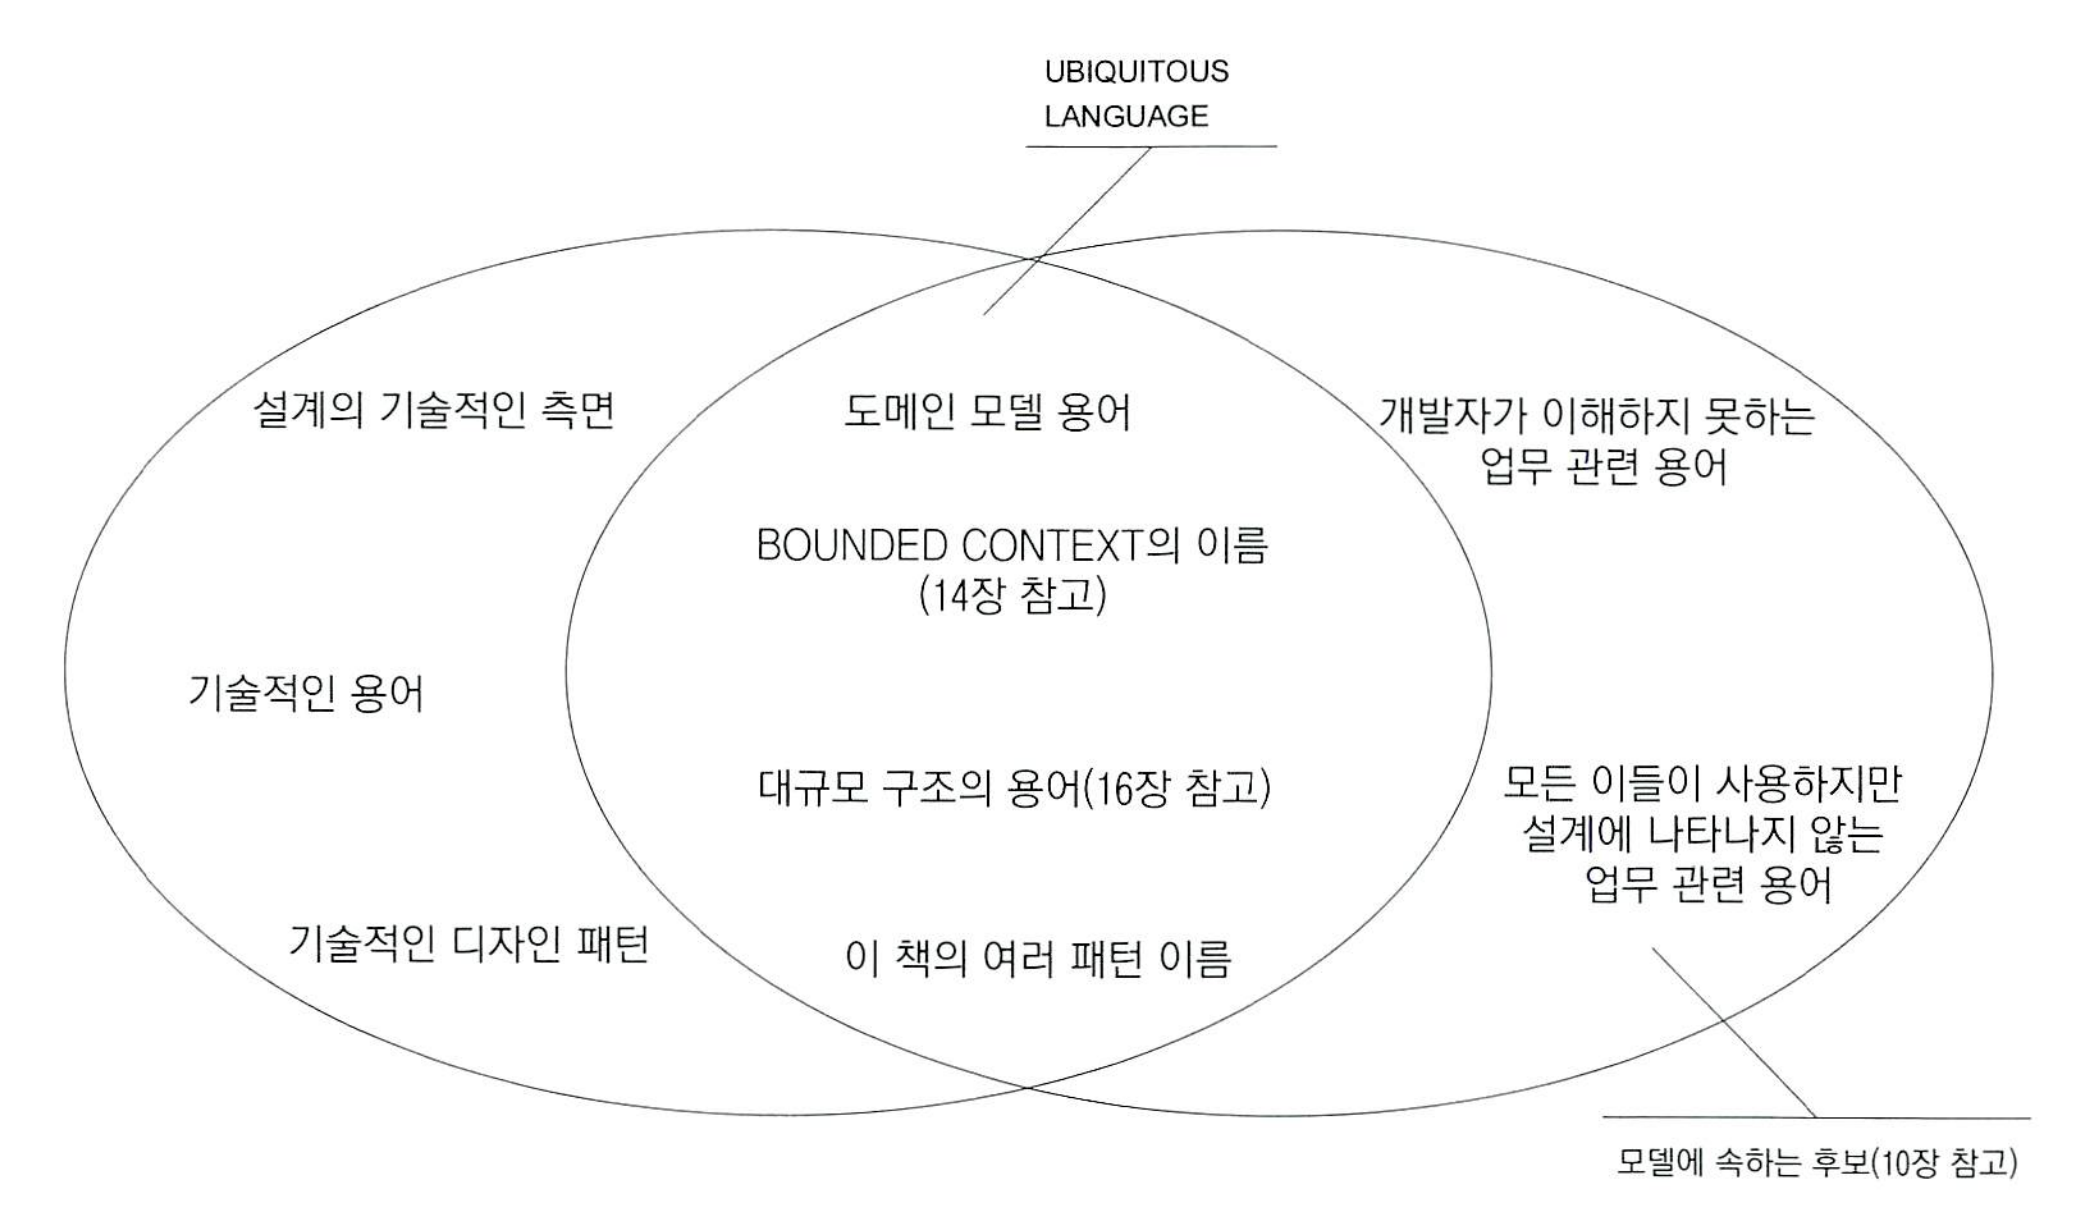 UBIQUITOUS
LANGUAGE
설계의 기술적인 측면
기술적인 용어
기술적인 디자인 패턴
도메인 모델 용어
BOUNDED CONTEXT의 이름
(14장 참고)
대규모 구조의 용어(16장 참고)
이 책의 여러 패턴 이름
개발자가 이해하지 못하는
업무 관련 용어
모든 이들이 사용하지만
설계에 나타나지 않는
업무 관련 용어
모델에 속하는 후보(10장 참고)